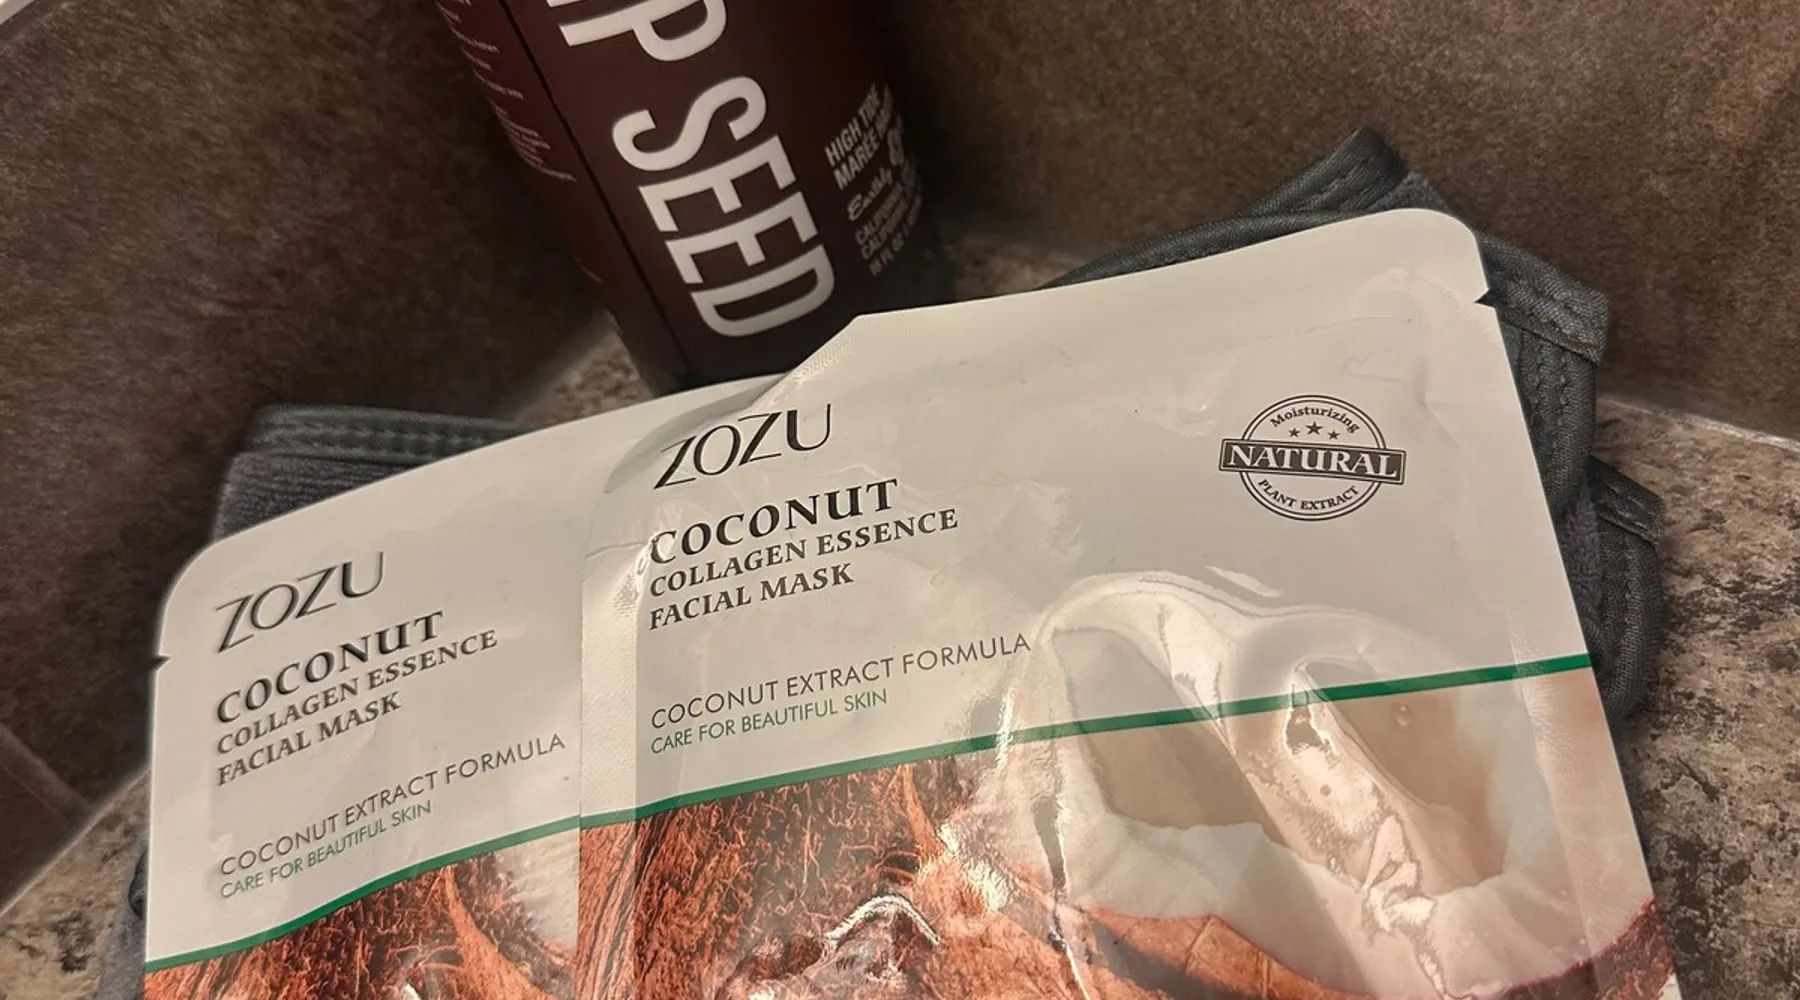 P SEED
HIGH TIDE
MARÉE
ZOZU
COCONUT
COLLAGEN ESSENCE
FACIAL MASK
COCONUT EXTRACT FORMULA
CARE FOR BEAUTIFUL SKIN
ZOZU
COCONUT
COLLAGEN ESSENCE
FACIAL MASK
COCONUT EXTRACT FORMULA
CARE FOR BEAUTIFUL SKIN
Moisturizing
NATURAL
PLANT EXTRACT